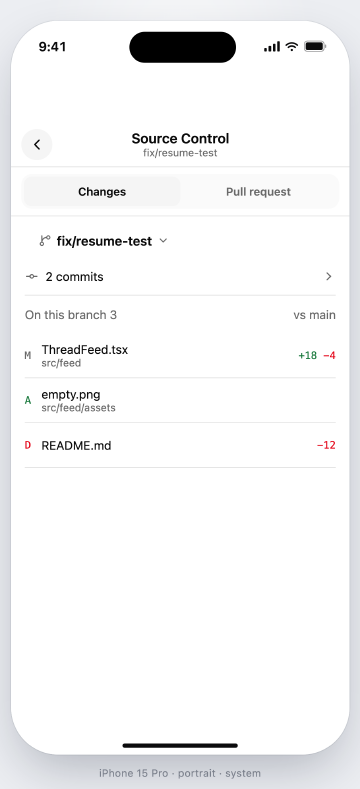 9:41
Source Control
fix/resume-test
Changes
Pull request
fix/resume-test
2 commits
On this branch 3
vs main
M
ThreadFeed.tsx
+18 −4
src/feed
A
empty.png
src/feed/assets
D
README.md
−12
iPhone 15 Pro · portrait · system